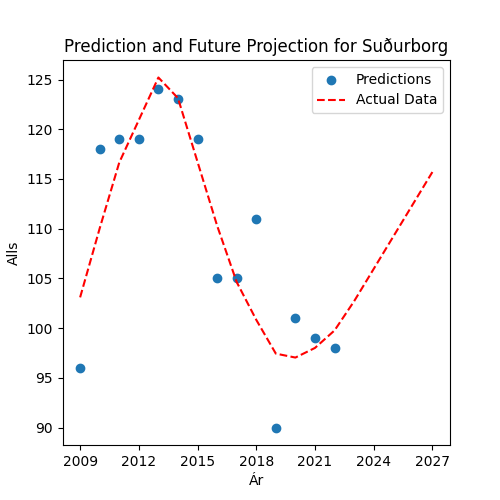 Prediction and Future Projection for Suðurborg
Predictions
Actual Data
125
120
115
110
105
100
95
90
Alls
2009 2012 2015 2018 2021 2024 2027
Ár